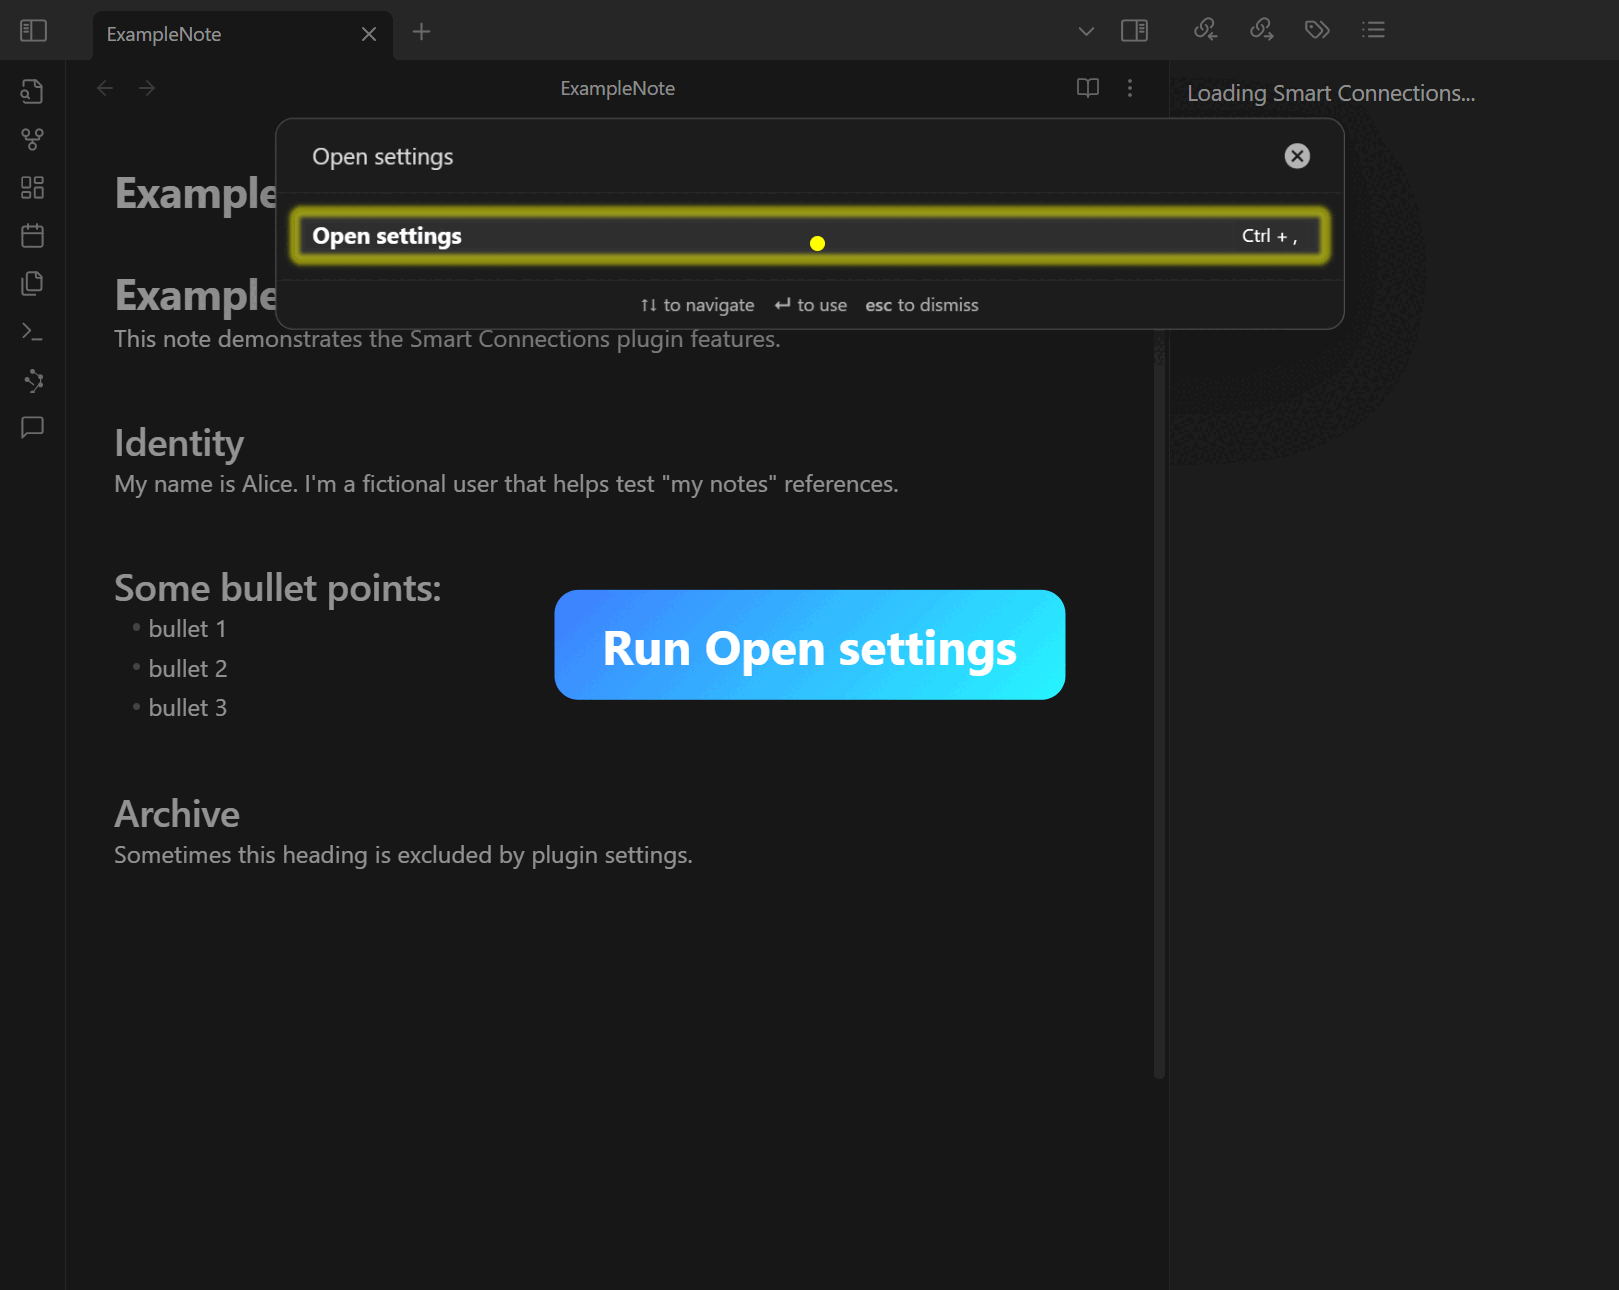 ExampleNote
ExampleNote
Loading Smart Connections...
Open settings
Open settings Ctrl + ,
↑↓ to navigate ↵ to use esc to dismiss
Example
Example
This note demonstrates the Smart Connections plugin features.
Identity
My name is Alice. I'm a fictional user that helps test "my notes" references.
Some bullet points:
• bullet 1
• bullet 2
• bullet 3
Run Open settings
Archive
Sometimes this heading is excluded by plugin settings.